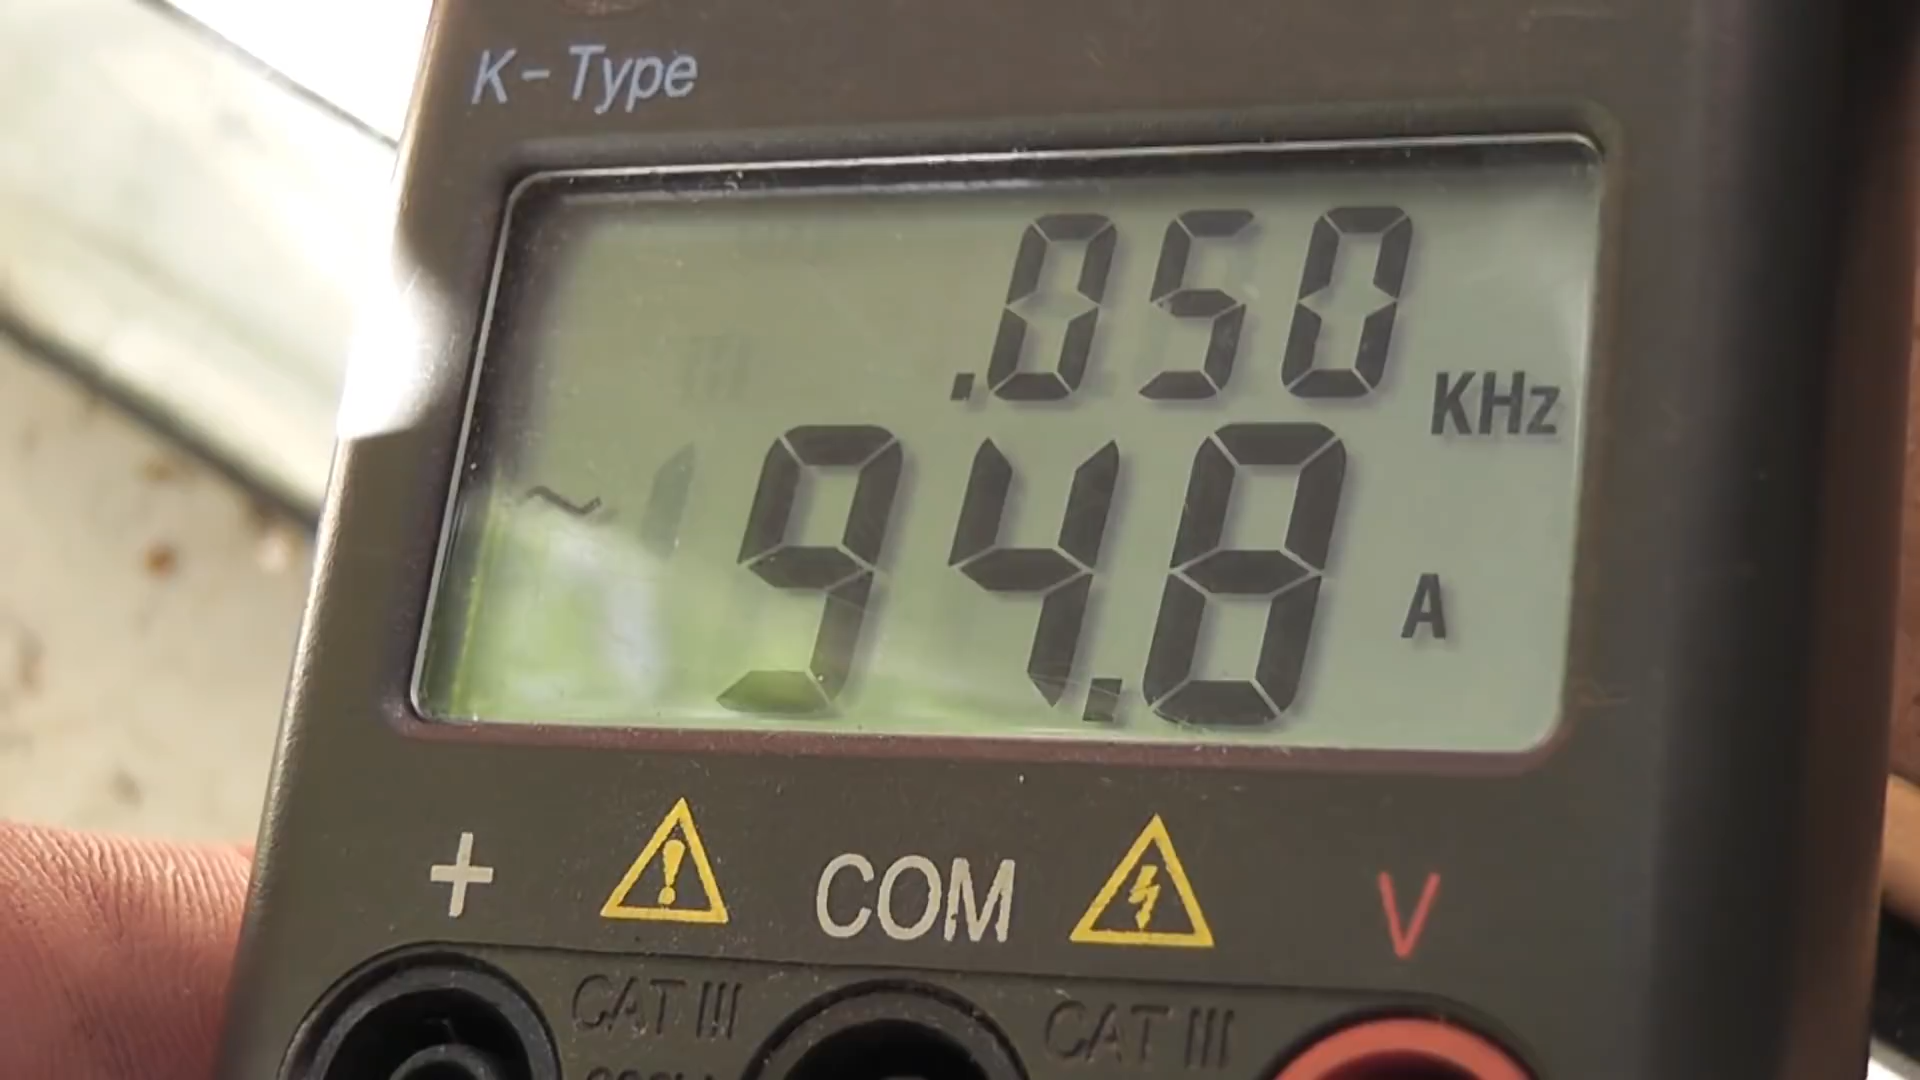 K-Type
.050 KHz
~ 94.8 A
+ COM V
CAT III CAT III